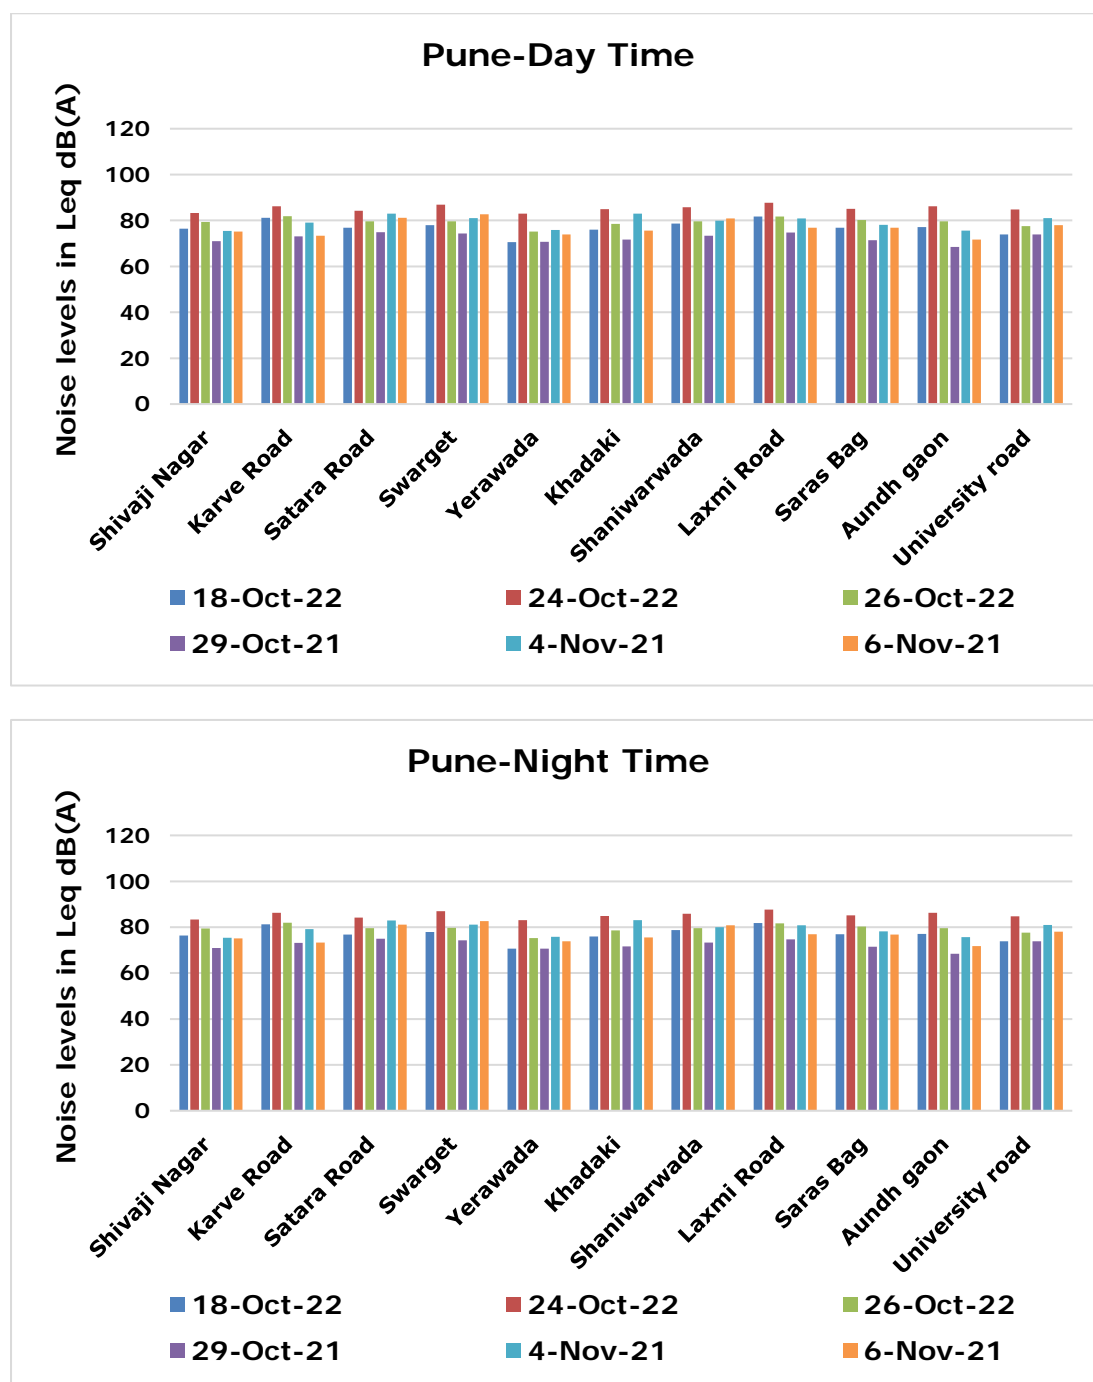 Pune-Day Time
Noise levels in Leq dB(A)
120
100
80
60
40
20
0
Shivaji Nagar
Karve Road
Satara Road
Swarget
Yerawada
Khadaki
Shaniwarwada
Laxmi Road
Saras Bag
Aundh gaon
University road
18-Oct-22 24-Oct-22 26-Oct-22
29-Oct-21 4-Nov-21 6-Nov-21
Pune-Night Time
Noise levels in Leq dB(A)
120
100
80
60
40
20
0
Shivaji Nagar
Karve Road
Satara Road
Swarget
Yerawada
Khadaki
Shaniwarwada
Laxmi Road
Saras Bag
Aundh gaon
University road
18-Oct-22 24-Oct-22 26-Oct-22
29-Oct-21 4-Nov-21 6-Nov-21